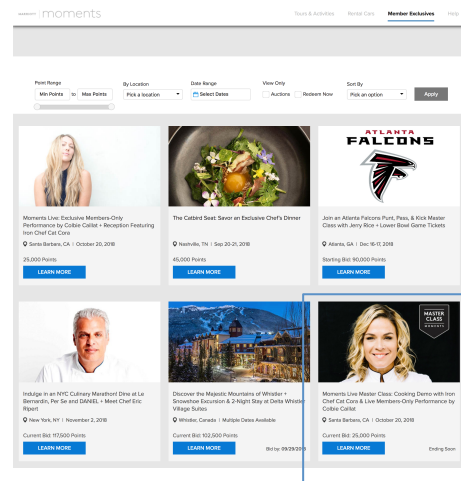 moments
Tours & Activities Rental Cars Member Exclusives Help
Point Range
Min Points to Max Points
By Location
Pick a location
Date Range
Select Dates
View Only
Auctions Redeem Now
Sort By
Pick an option
Apply
Moments Live: Exclusive Members-Only
Performance by Colbie Caillat + Reception Featuring
Iron Chef Cat Cora
Santa Barbara, CA | October 20, 2018
25,000 Points
LEARN MORE
The Catbird Seat: Savor an Exclusive Chef's Dinner
Nashville, TN | Sep 20-21, 2018
45,000 Points
LEARN MORE
ATLANTA
FALCONS
Join an Atlanta Falcons Punt, Pass, & Kick Master
Class with Jerry Rice + Lower Bowl Game Tickets
Atlanta, GA | Dec 16-17, 2018
Starting Bid: 90,000 Points
LEARN MORE
Indulge in an NYC Culinary Marathon! Dine at Le
Bernardin, Per Se and DANIEL + Meet Chef Eric
Ripert
New York, NY | November 2, 2018
Current Bid: 117,500 Points
LEARN MORE
Discover the Majestic Mountains of Whistler +
Snowshoe Excursion & 2-Night Stay at Delta Whistler
Village Suites
Whistler, Canada | Multiple Dates Available
Current Bid: 102,500 Points
LEARN MORE
Bid by: 09/29/2018
MASTER
CLASS
MOMENTS
Moments Live Master Class: Cooking Demo with Iron
Chef Cat Cora & Live Members-Only Performance by
Colbie Caillat
Santa Barbara, CA | October 20, 2018
Current Bid: 25,000 Points
LEARN MORE
Ending Soon